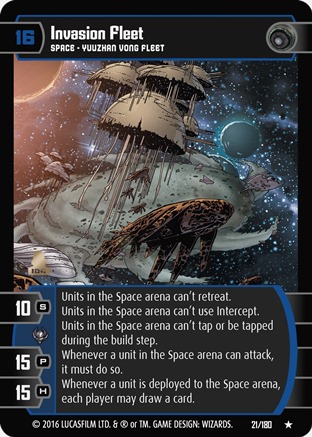 16
Invasion Fleet
SPACE - YUUZHAN VONG FLEET
10 S
15 P
15 H
Units in the Space arena can't retreat.
Units in the Space arena can't use Intercept.
Units in the Space arena can't tap or be tapped
during the build step.
Whenever a unit in the Space arena can attack,
it must do so.
Whenever a unit is deployed to the Space arena,
each player may draw a card.
© 2016 LUCASFILM LTD. & ® or TM. GAME DESIGN: WIZARDS.
21/180 ★